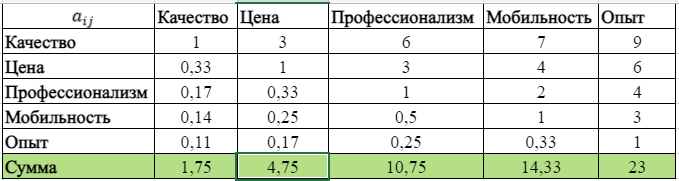 a_ij Качество Цена Профессионализм Мобильность Опыт
Качество 1 3 6 7 9
Цена 0,33 1 3 4 6
Профессионализм 0,17 0,33 1 2 4
Мобильность 0,14 0,25 0,5 1 3
Опыт 0,11 0,17 0,25 0,33 1
Сумма 1,75 4,75 10,75 14,33 23